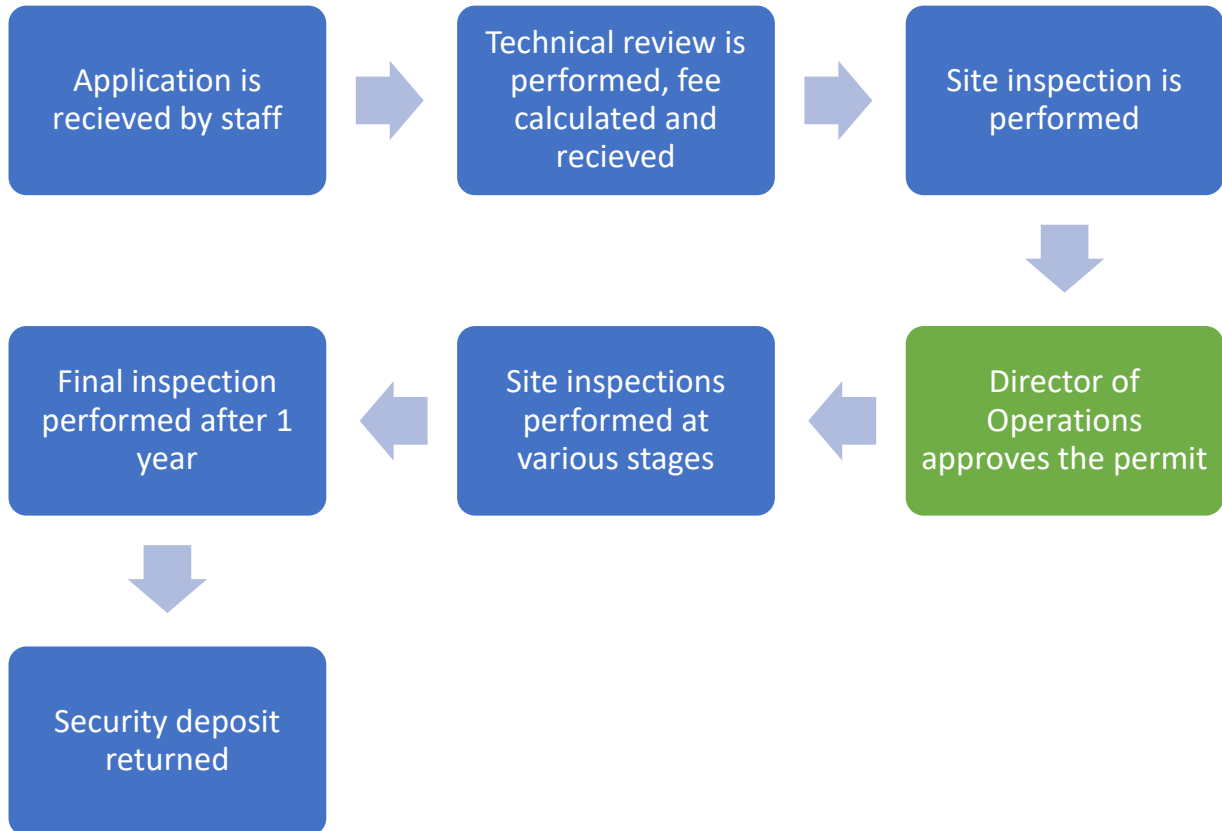 Application is
recieved by staff
Technical review is
performed, fee
calculated and
recieved
Site inspection is
performed
Director of
Operations
approves the permit
Site inspections
performed at
various stages
Final inspection
performed after 1
year
Security deposit
returned